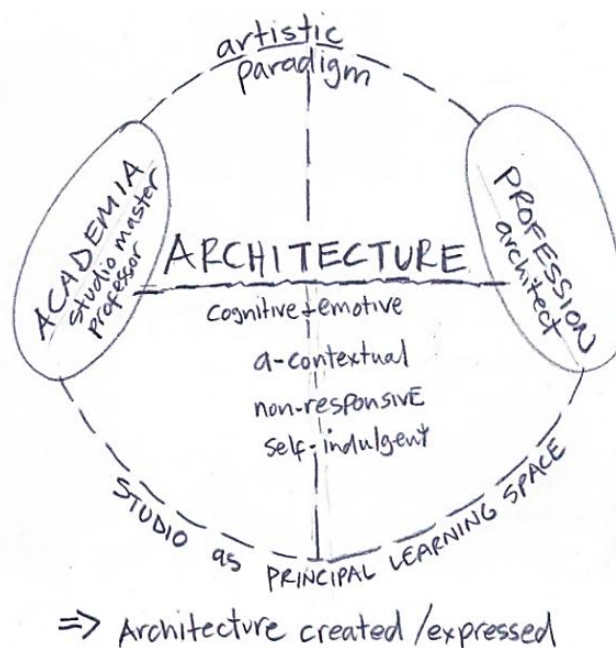 artistic
paradigm
ACADEMIA
studio master
professor
PROFESSION
architect
ARCHITECTURE
cognitive + emotive
a-contextual
non-responsivE
self-indulgent
STUDIO as PRINCIPAL LEARNING SPACE
=> Architecture created / expressed